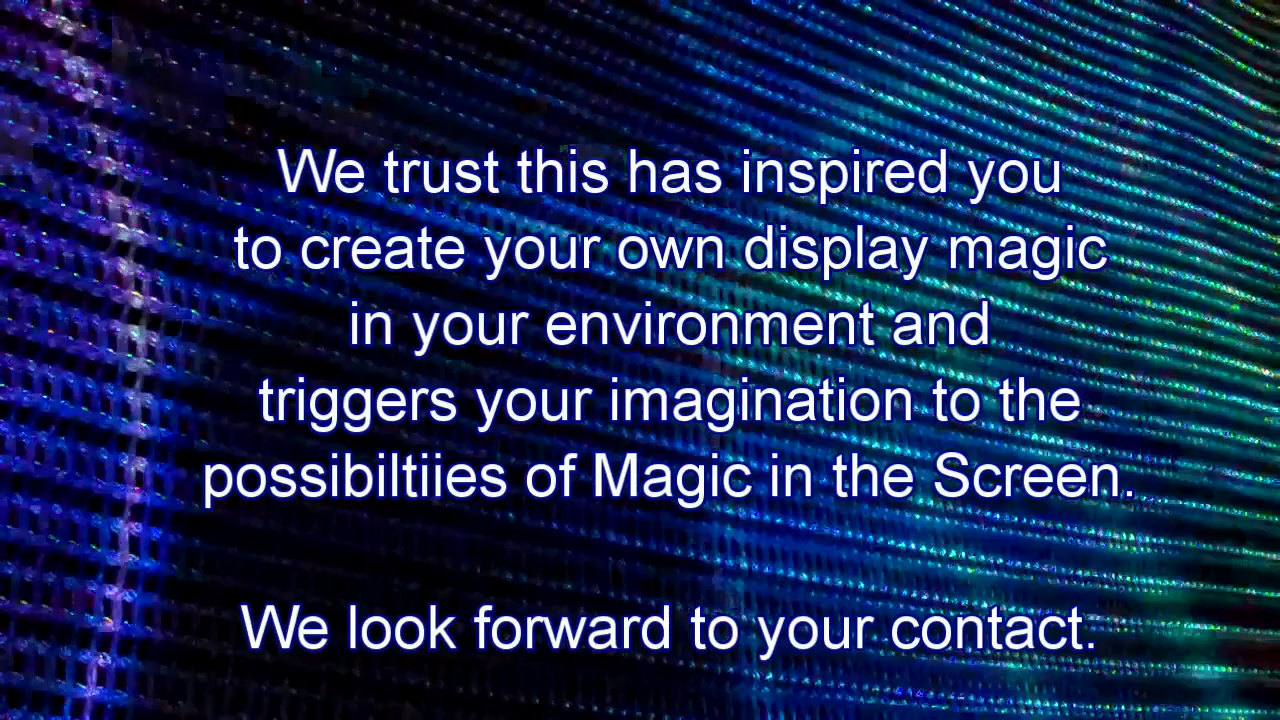 We trust this has inspired you
to create your own display magic
in your environment and
triggers your imagination to the
possibiltiies of Magic in the Screen.
We look forward to your contact.